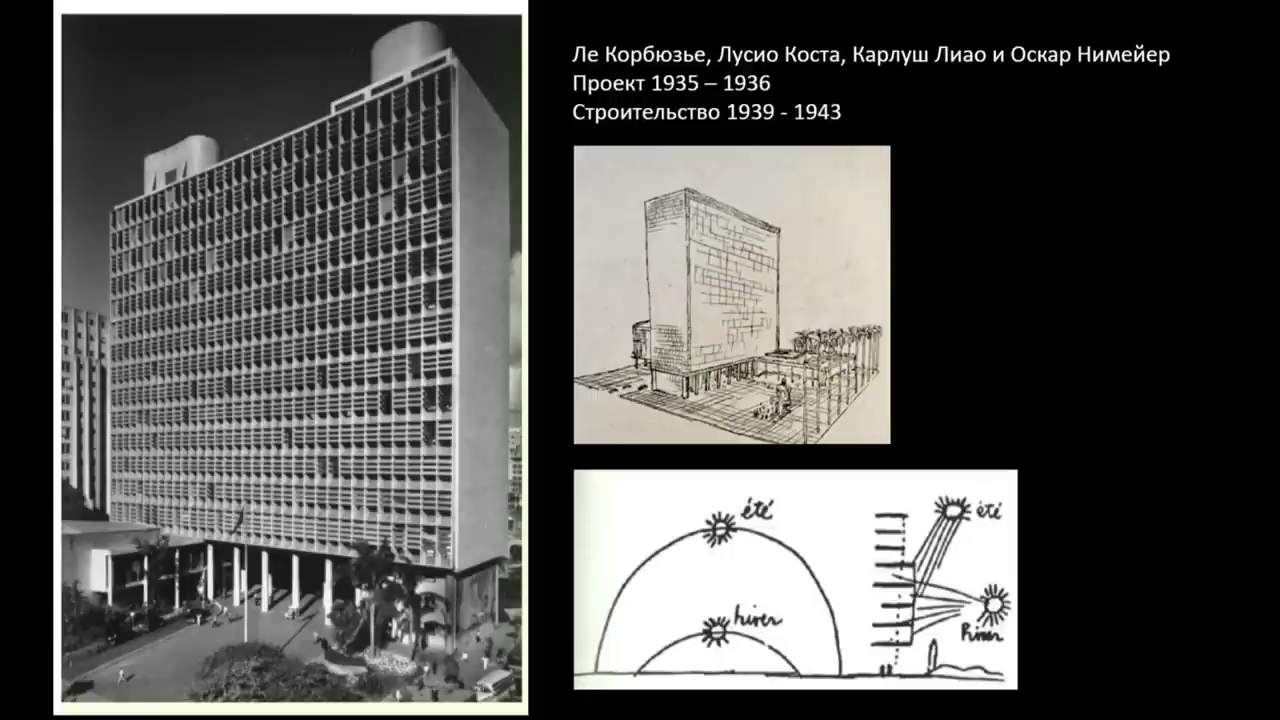 Ле Корбюзье, Лусио Коста, Карлуш Лиао и Оскар Нимейер
Проект 1935 – 1936
Строительство 1939 - 1943
été
hiver
été
hiver